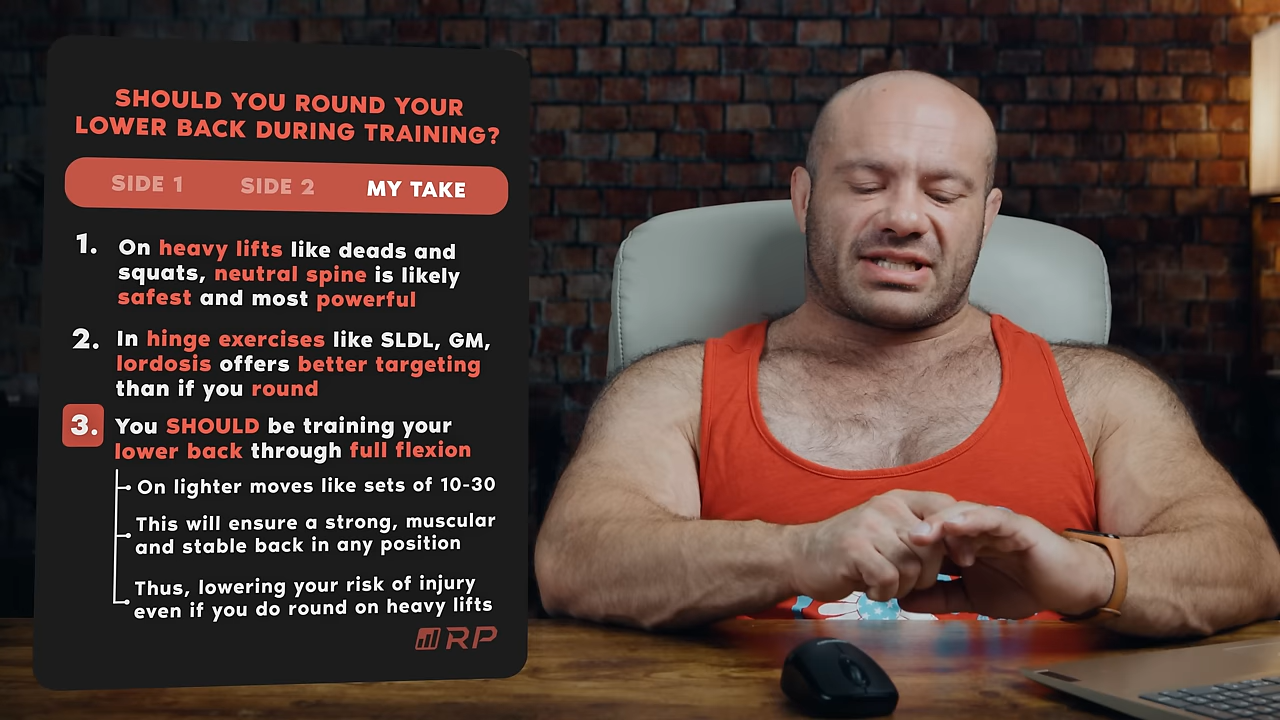 SHOULD YOU ROUND YOUR
LOWER BACK DURING TRAINING?
SIDE 1 SIDE 2 MY TAKE
1. On heavy lifts like deads and
squats, neutral spine is likely
safest and most powerful
2. In hinge exercises like SLDL, GM,
lordosis offers better targeting
than if you round
3. You SHOULD be training your
lower back through full flexion
On lighter moves like sets of 10-30
This will ensure a strong, muscular
and stable back in any position
Thus, lowering your risk of injury
even if you do round on heavy lifts
RP